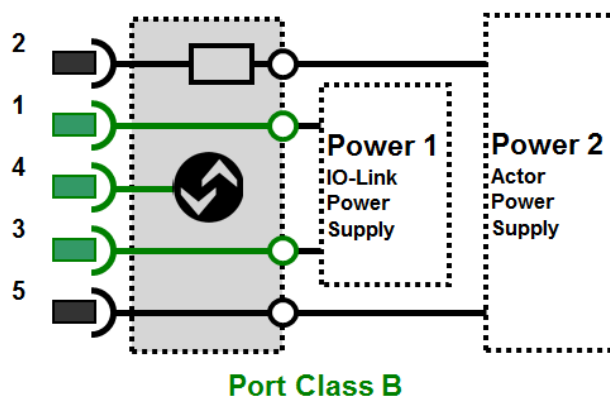 2
1
4
3
5
Power 1
IO-Link
Power
Supply
Power 2
Actor
Power
Supply
Port Class B